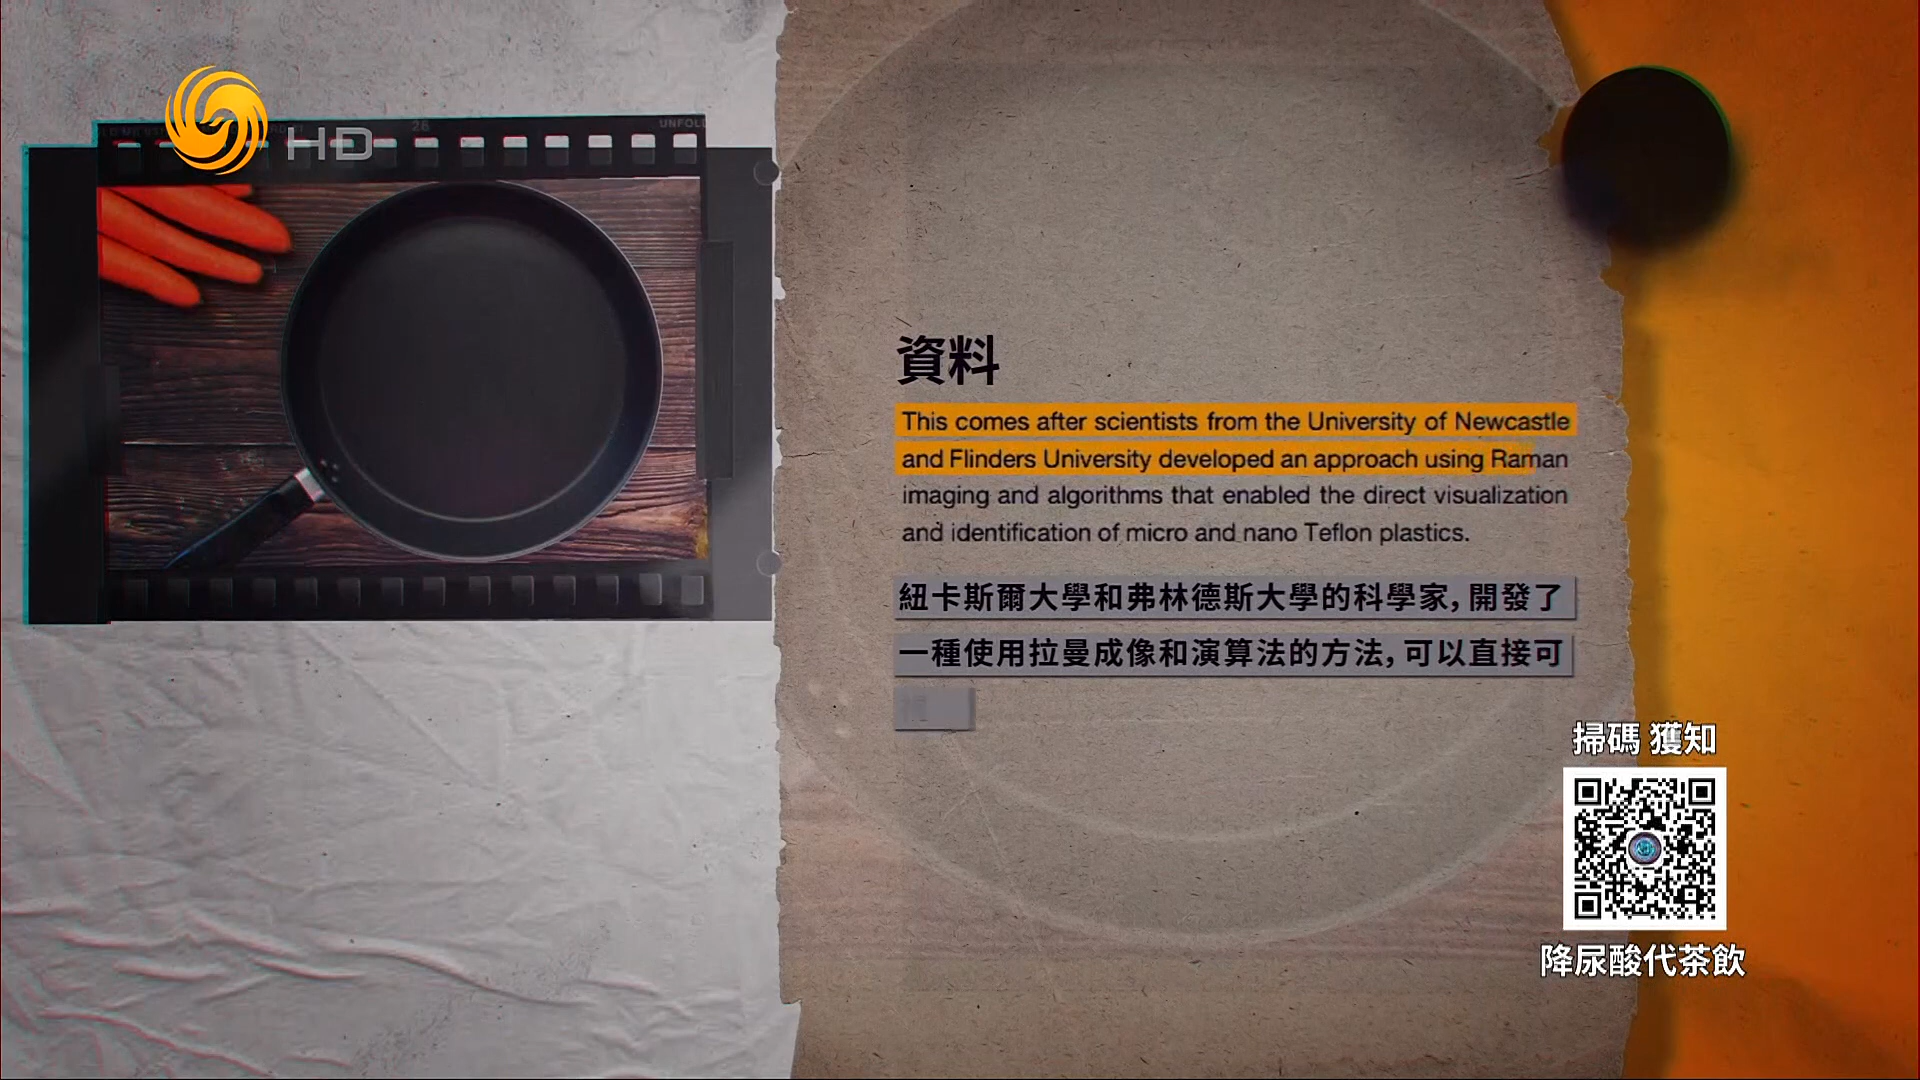 HD
26
UNFOLD
資料
This comes after scientists from the University of Newcastle
and Flinders University developed an approach using Raman
imaging and algorithms that enabled the direct visualization
and identification of micro and nano Teflon plastics.
紐卡斯爾大學和弗林德斯大學的科學家，開發了
一種使用拉曼成像和演算法的方法，可以直接可
掃碼 獲知
降尿酸代茶飲